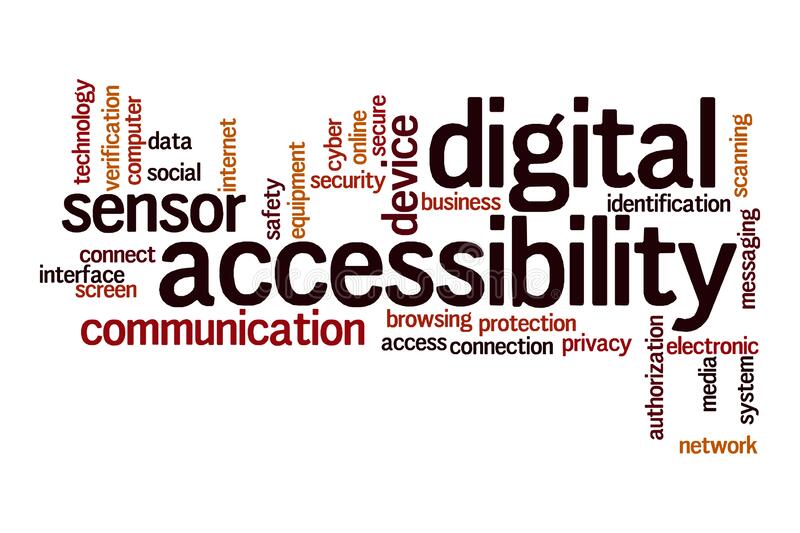 technology
verification
computer
data
social
internet
sensor
safety
equipment
cyber
online
secure
security
device
digital
business
identification
scanning
connect
interface
screen
accessibility
messaging
communication
browsing
protection
access
connection
privacy
authorization
electronic
media
system
network